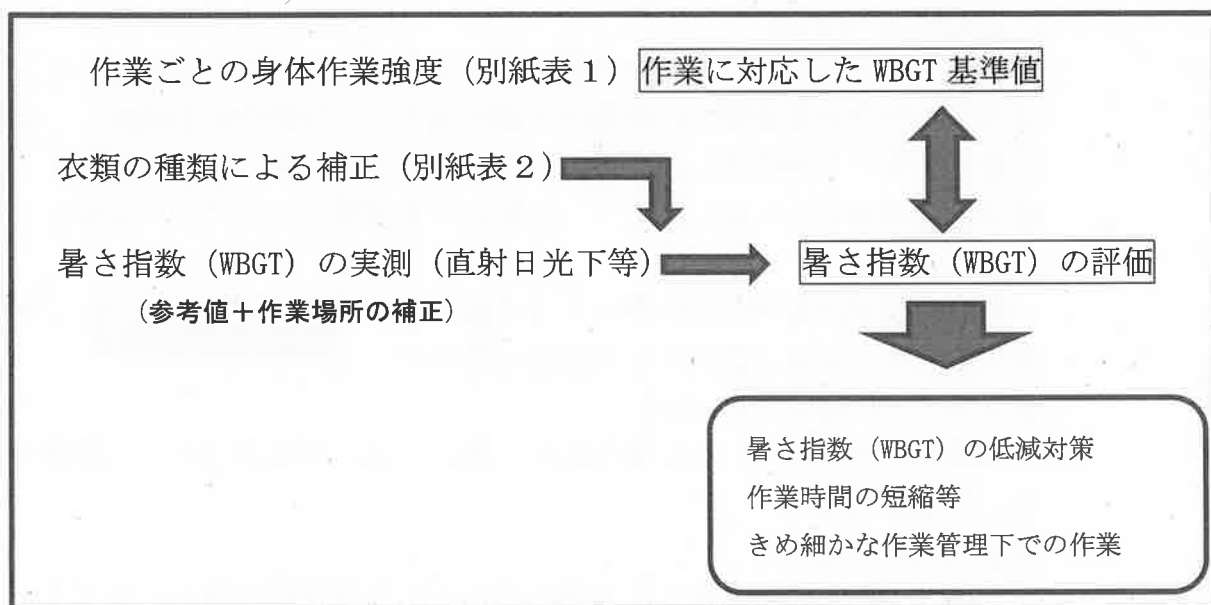 作業ごとの身体作業強度（別紙表１）作業に対応した WBGT 基準値
衣類の種類による補正（別紙表２）
暑さ指数（WBGT）の実測（直射日光下等）
暑さ指数（WBGT）の評価
（参考値＋作業場所の補正）
暑さ指数（WBGT）の低減対策
作業時間の短縮等
きめ細かな作業管理下での作業